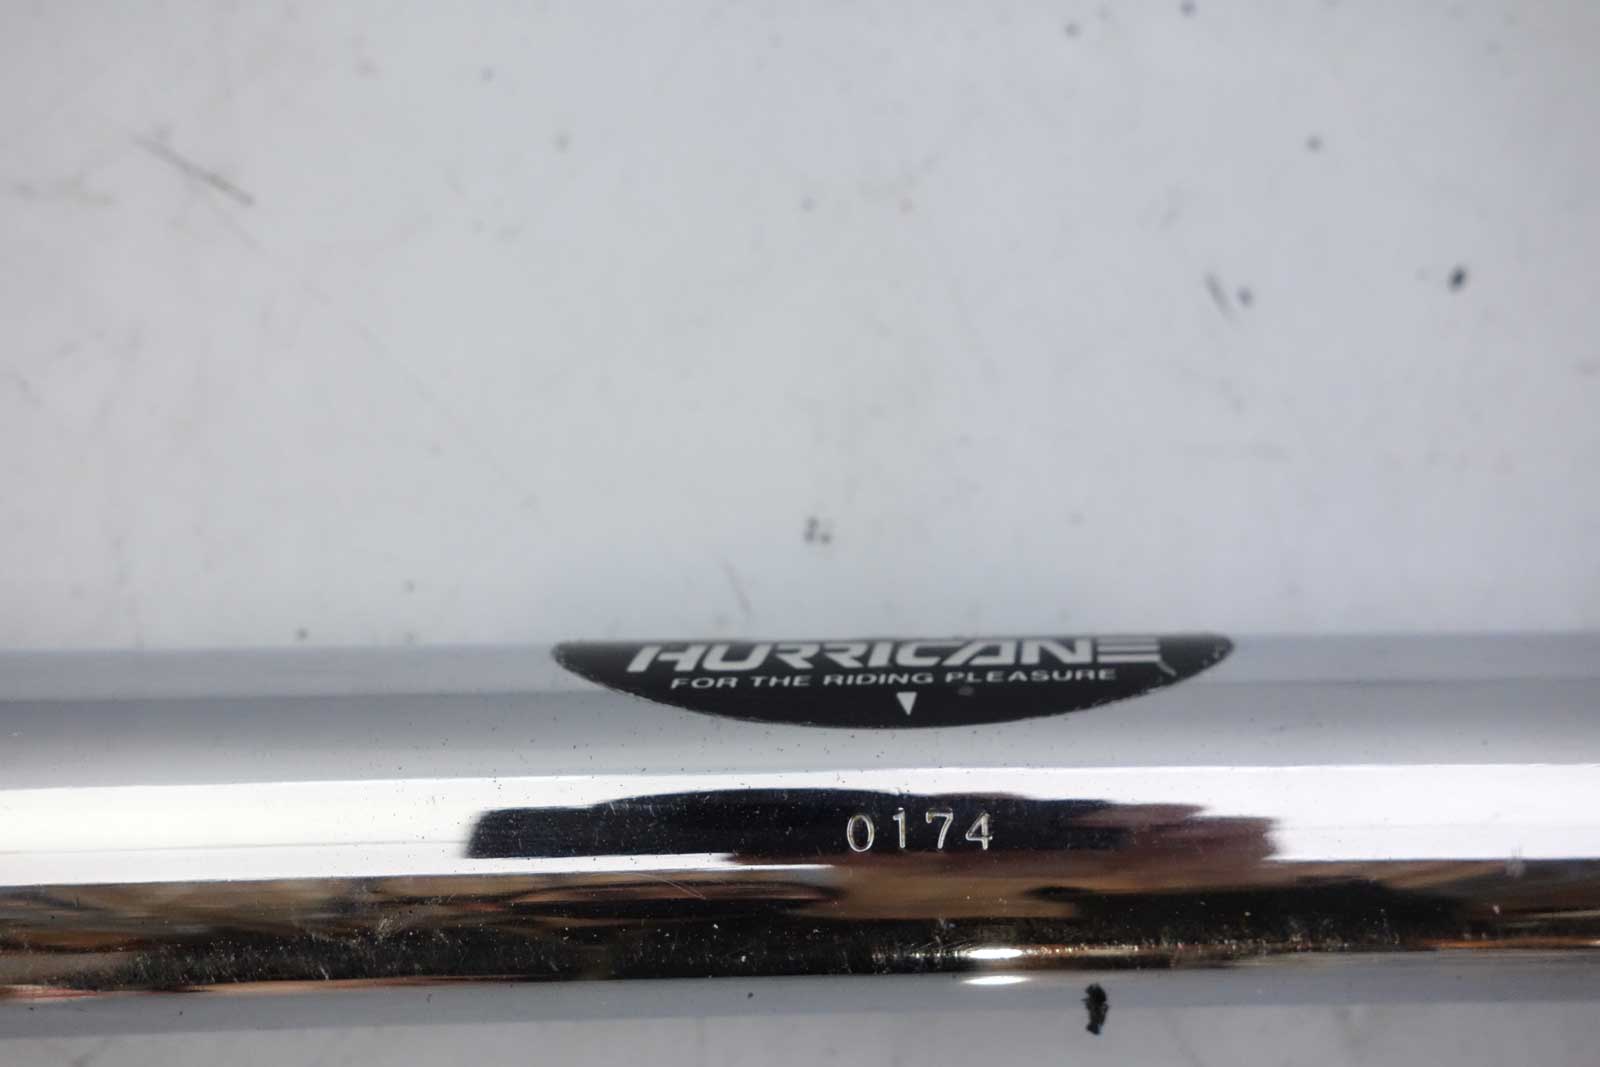 HURRICANE
FOR THE RIDING PLEASURE
0174